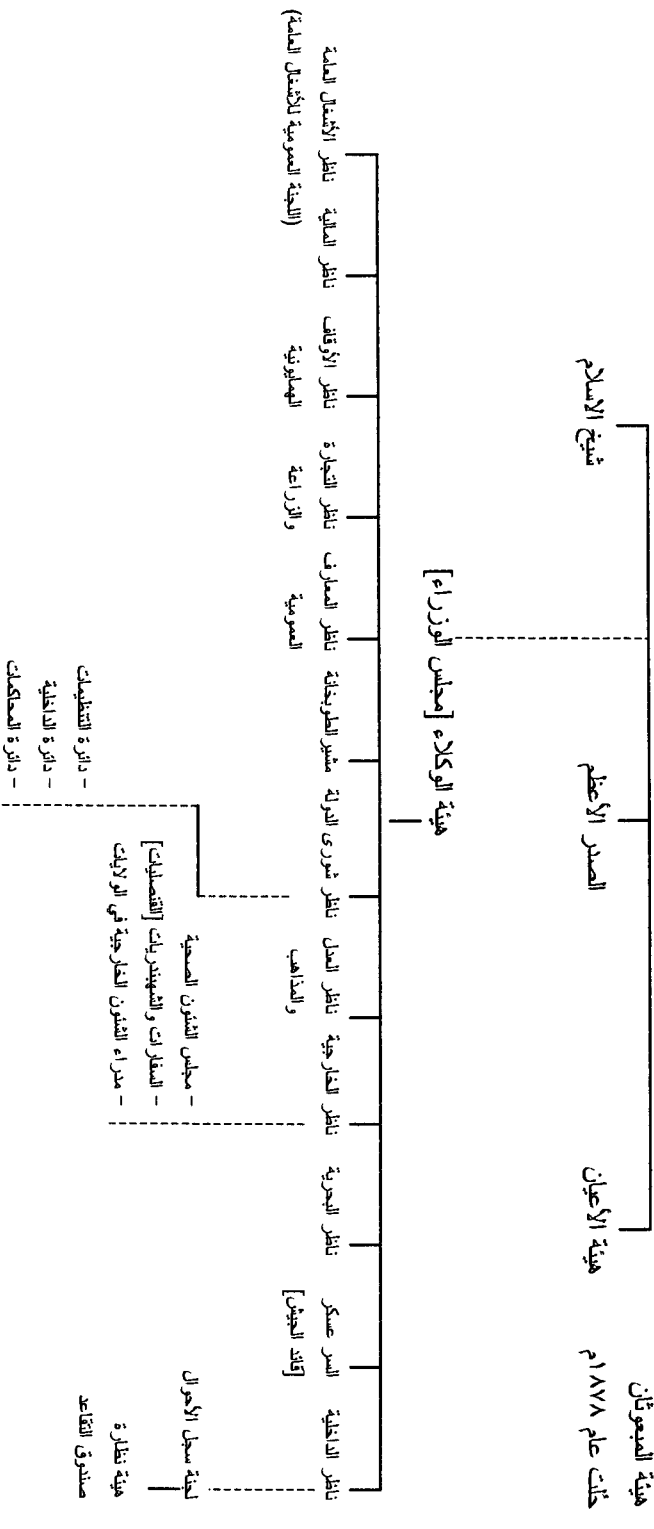 هيئة المبعوثان
حُلت عام ١٨٧٨م
هيئة الأعيان
الصدر الأعظم
شيخ الاسلام
هيئة الوكلاء [مجلس الوزراء]
ناظر الداخلية
السر عسكر
[قائد الجيش]
ناظر البحرية
ناظر الخارجية
ناظر العدل
والمذاهب
ناظر شورى الدولة
مشير الطوبخانة
ناظر المعارف
العمومية
ناظر التجارة
والزراعة
ناظر الأوقاف
الهمايونية
ناظر المالية
ناظر الأشغال العامة
(اللجنة العمومية للأشغال العامة)
لجنة سجل الأحوال
هيئة نظارة
صندوق التقاعد
- مجلس الشئون الصحية
- السفارات والشهبندريات [القنصليات]
- مدراء الشئون الخارجية في الولايات
- دائرة التنظيمات
- دائرة الداخلية
- دائرة المحاكمات